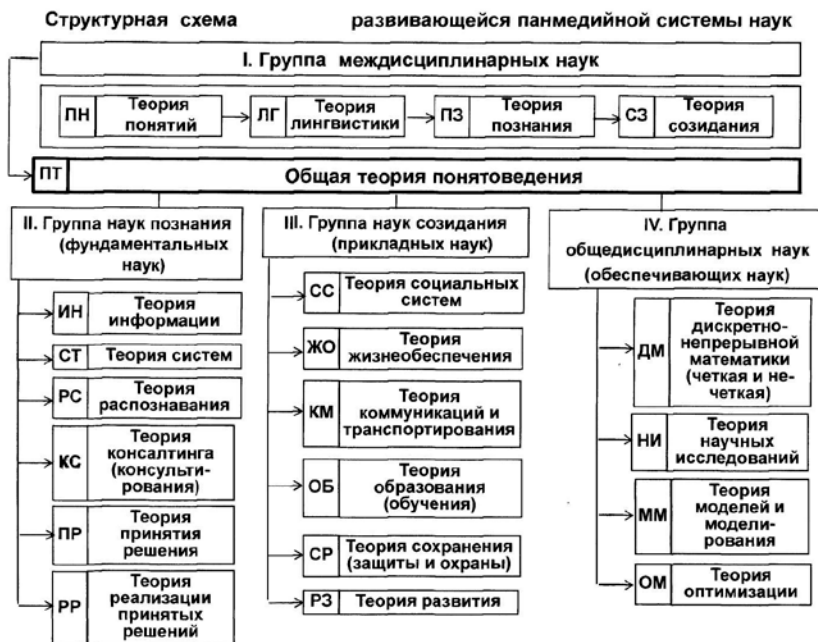 Структурная схема развивающейся панмедийной системы наук
I. Группа междисциплинарных наук
ПН
Теория
понятий
ЛГ
Теория
лингвистики
ПЗ
Теория
познания
СЗ
Теория
созидания
ПТ
Общая теория понятоведения
II. Группа наук познания
(фундаментальных
наук)
ИН
Теория
информации
СТ
Теория систем
РС
Теория
распознавания
КС
Теория
консалтинга
(консульти-
рования)
ПР
Теория
принятия
решения
РР
Теория
реализации
принятых
решений
III. Группа наук созидания
(прикладных наук)
СС
Теория социальных
систем
ЖО
Теория
жизнеобеспечения
КМ
Теория
коммуникаций и
транспортирования
ОБ
Теория
образования
(обучения)
СР
Теория сохранения
(защиты и охраны)
РЗ
Теория развития
IV. Группа
общедисциплинарных наук
(обеспечивающих наук)
ДМ
Теория
дискретно-
непрерывной
математики
(четкая и не-
четкая)
НИ
Теория
научных
исследований
ММ
Теория
моделей и
модели-
рования
ОМ
Теория
оптимизации